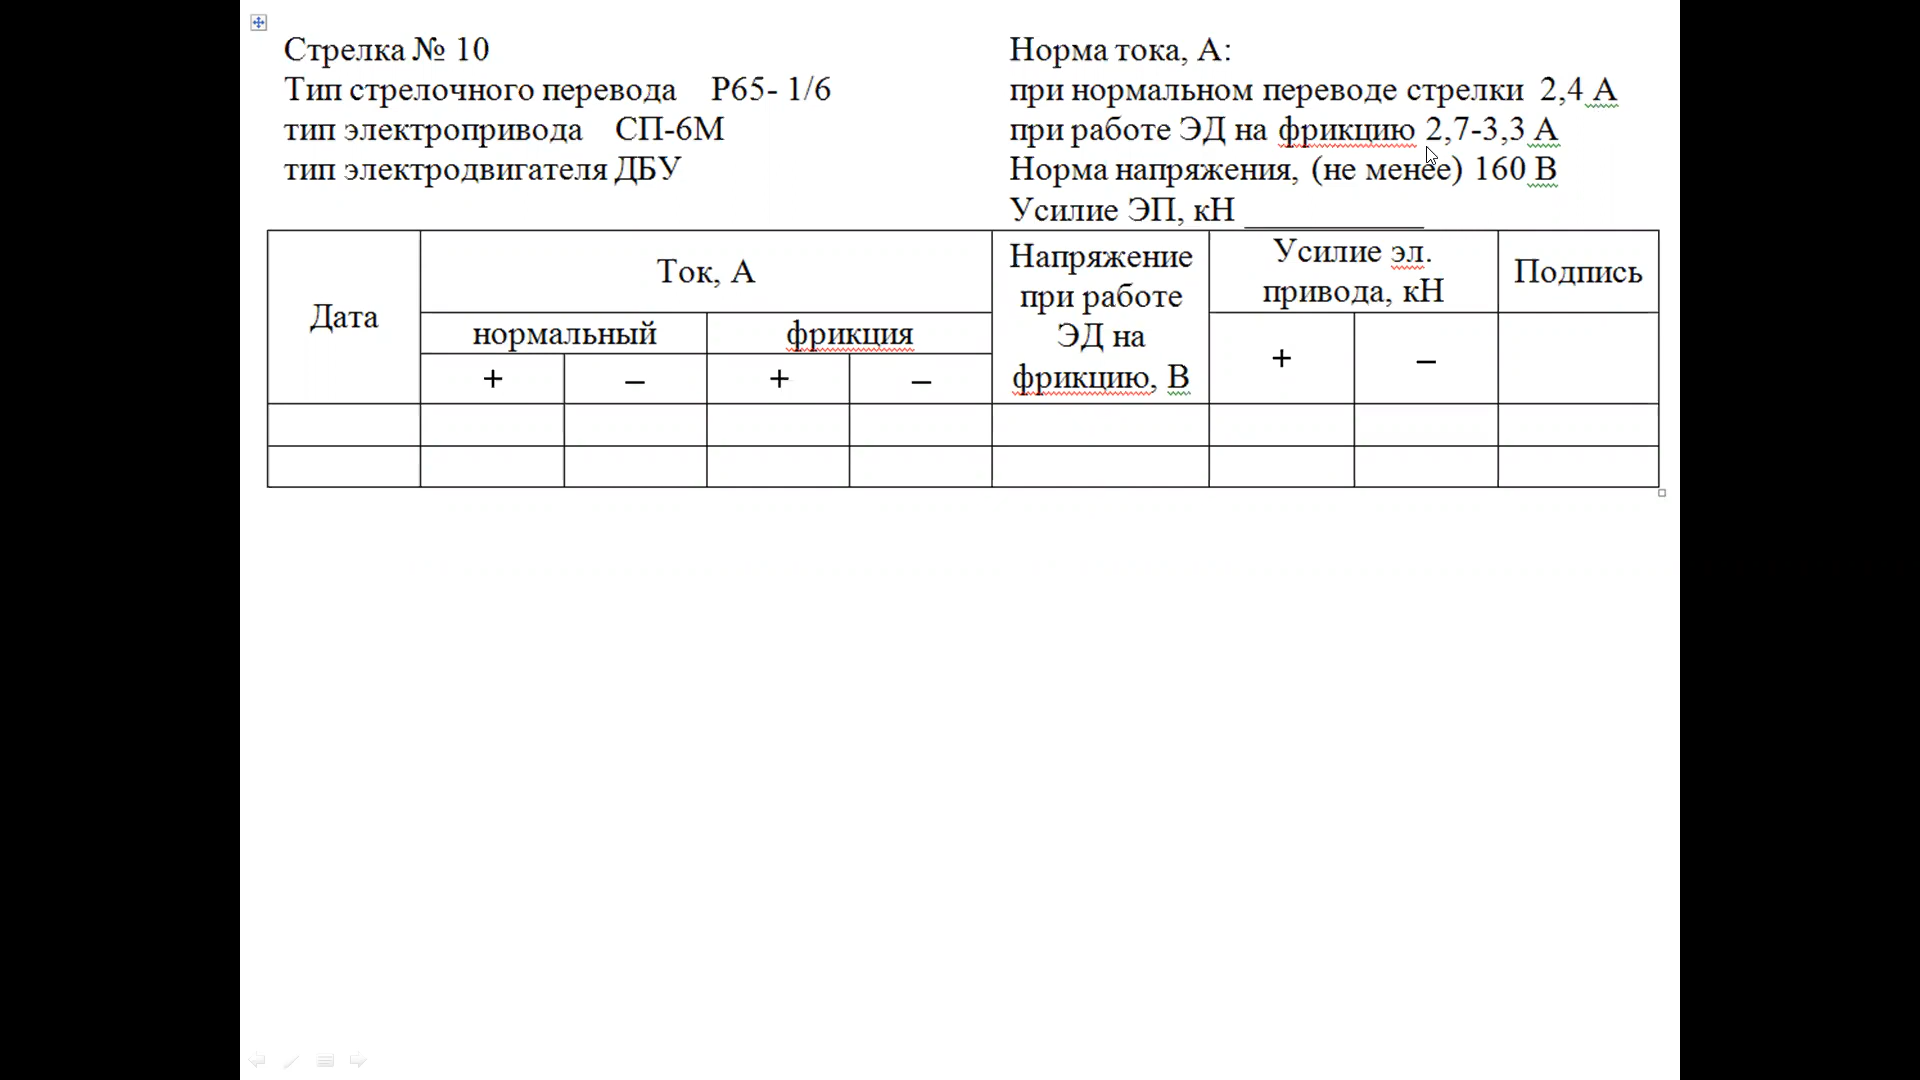 Стрелка № 10
Тип стрелочного перевода Р65- 1/6
тип электропривода СП-6М
тип электродвигателя ДБУ
Норма тока, А:
при нормальном переводе стрелки 2,4 А
при работе ЭД на фрикцию 2,7-3,3 А
Норма напряжения, (не менее) 160 В
Усилие ЭП, кН ___________
Дата
Ток, А
нормальный
фрикция
+
–
+
–
Напряжение
при работе
ЭД на
фрикцию, В
Усилие эл.
привода, кН
+
–
Подпись